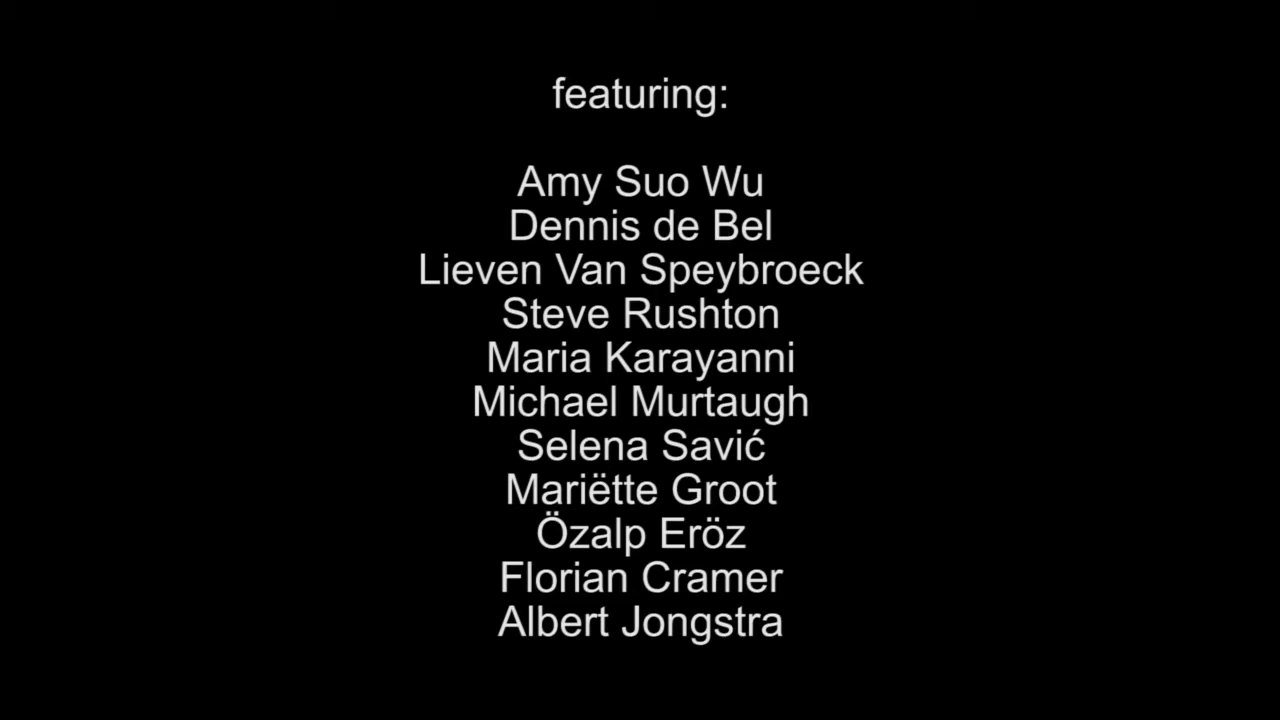 featuring:
Amy Suo Wu
Dennis de Bel
Lieven Van Speybroeck
Steve Rushton
Maria Karayanni
Michael Murtaugh
Selena Savić
Mariëtte Groot
Özalp Eröz
Florian Cramer
Albert Jongstra